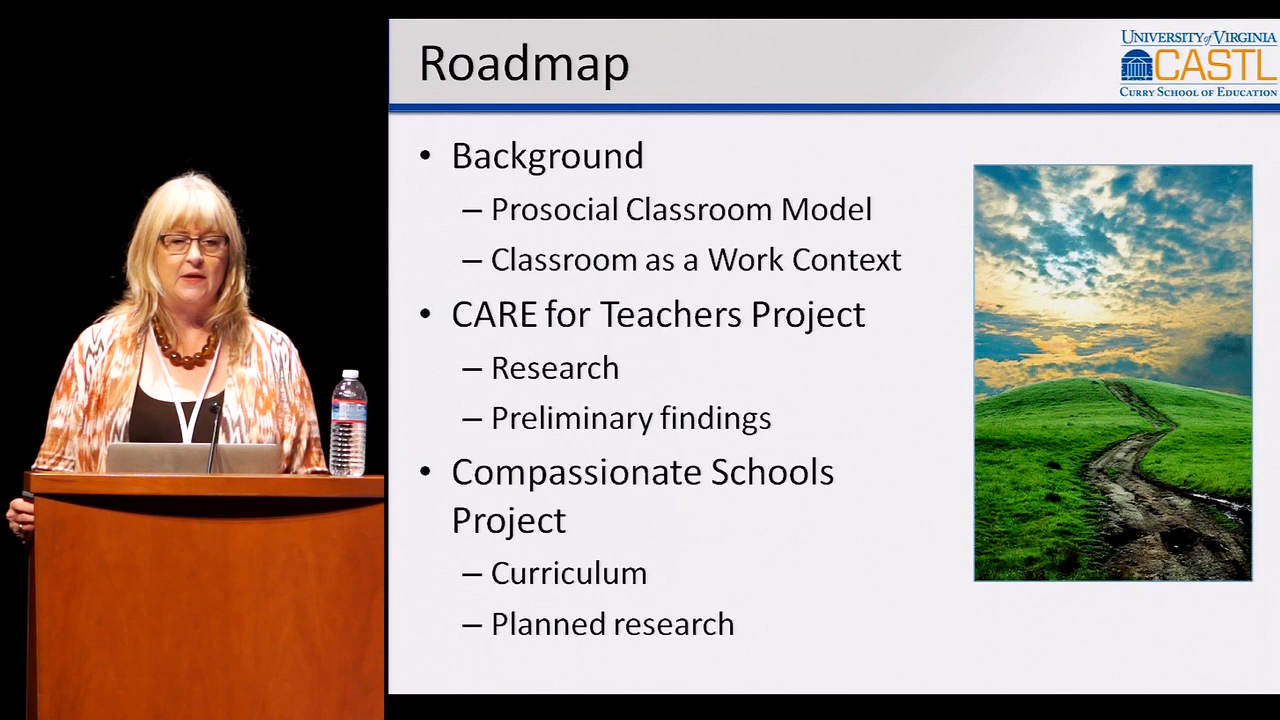 Roadmap
UNIVERSITY of VIRGINIA
CASTL
CURRY SCHOOL OF EDUCATION
• Background
– Prosocial Classroom Model
– Classroom as a Work Context
• CARE for Teachers Project
– Research
– Preliminary findings
• Compassionate Schools
Project
– Curriculum
– Planned research